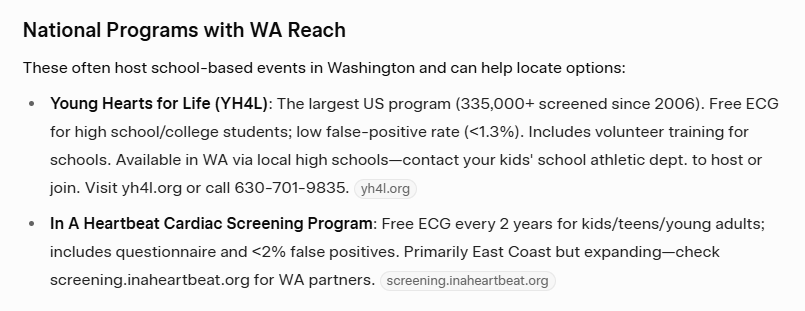 National Programs with WA Reach
These often host school-based events in Washington and can help locate options:
• Young Hearts for Life (YH4L): The largest US program (335,000+ screened since 2006). Free ECG
for high school/college students; low false-positive rate (<1.3%). Includes volunteer training for
schools. Available in WA via local high schools—contact your kids' school athletic dept. to host or
join. Visit yh4l.org or call 630-701-9835. yh4l.org
• In A Heartbeat Cardiac Screening Program: Free ECG every 2 years for kids/teens/young adults;
includes questionnaire and <2% false positives. Primarily East Coast but expanding—check
screening.inaheartbeat.org for WA partners. screening.inaheartbeat.org